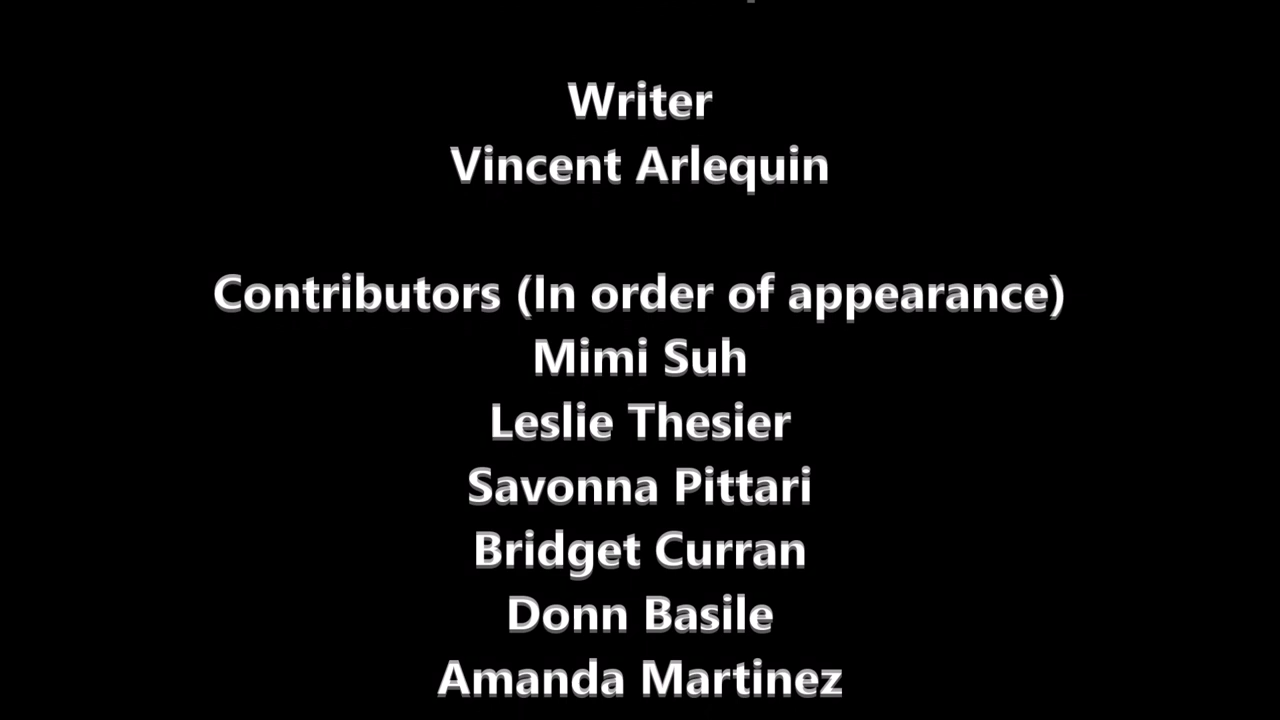 Writer
Vincent Arlequin
Contributors (In order of appearance)
Mimi Suh
Leslie Thesier
Savonna Pittari
Bridget Curran
Donn Basile
Amanda Martinez